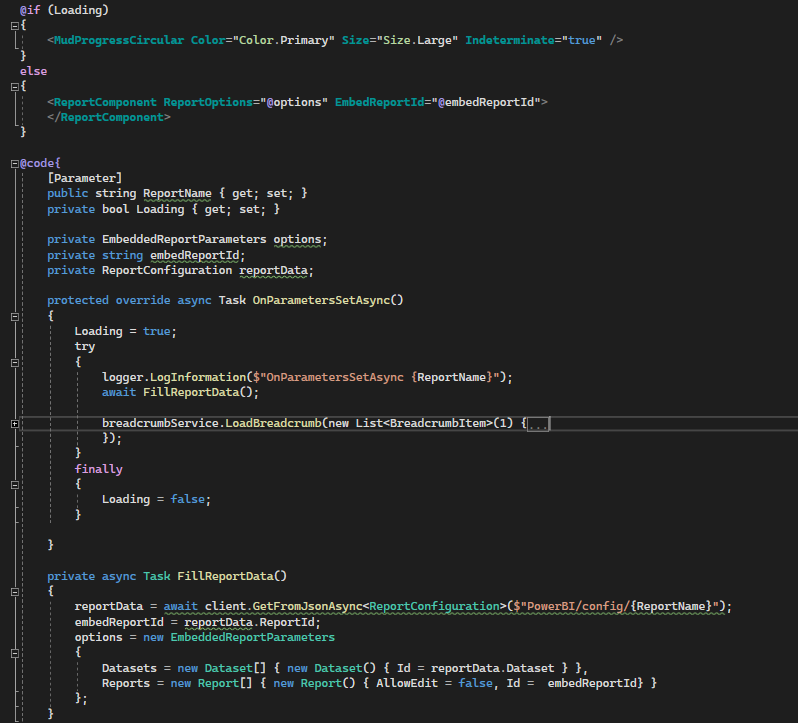 @if (Loading)
{
    <MudProgressCircular Color="Color.Primary" Size="Size.Large" Indeterminate="true" />
}
else
{
    <ReportComponent ReportOptions="@options" EmbedReportId="@embedReportId">
    </ReportComponent>
}
@code{
    [Parameter]
    public string ReportName { get; set; }
    private bool Loading { get; set; }
    private EmbeddedReportParameters options;
    private string embedReportId;
    private ReportConfiguration reportData;
    protected override async Task OnParametersSetAsync()
    {
        Loading = true;
        try
        {
            logger.LogInformation($"OnParametersSetAsync {ReportName}");
            await FillReportData();
            breadcrumbService.LoadBreadcrumb(new List<BreadcrumbItem>(1) {...
            });
        }
        finally
        {
            Loading = false;
        }
    }
    private async Task FillReportData()
    {
        reportData = await client.GetFromJsonAsync<ReportConfiguration>($"PowerBI/config/{ReportName}");
        embedReportId = reportData.ReportId;
        options = new EmbeddedReportParameters
        {
            Datasets = new Dataset[] { new Dataset() { Id = reportData.Dataset } },
            Reports = new Report[] { new Report() { AllowEdit = false, Id =  embedReportId} }
        };
    }